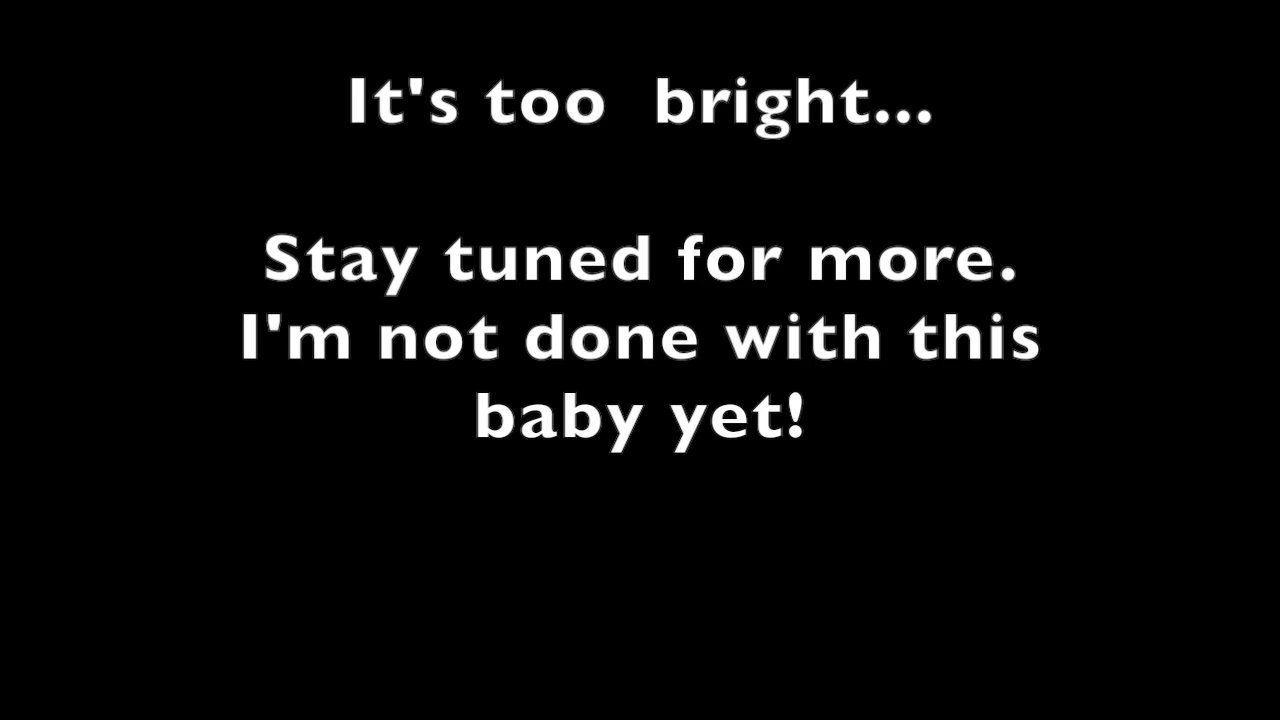 It's too  bright...
Stay tuned for more.
I'm not done with this
baby yet!